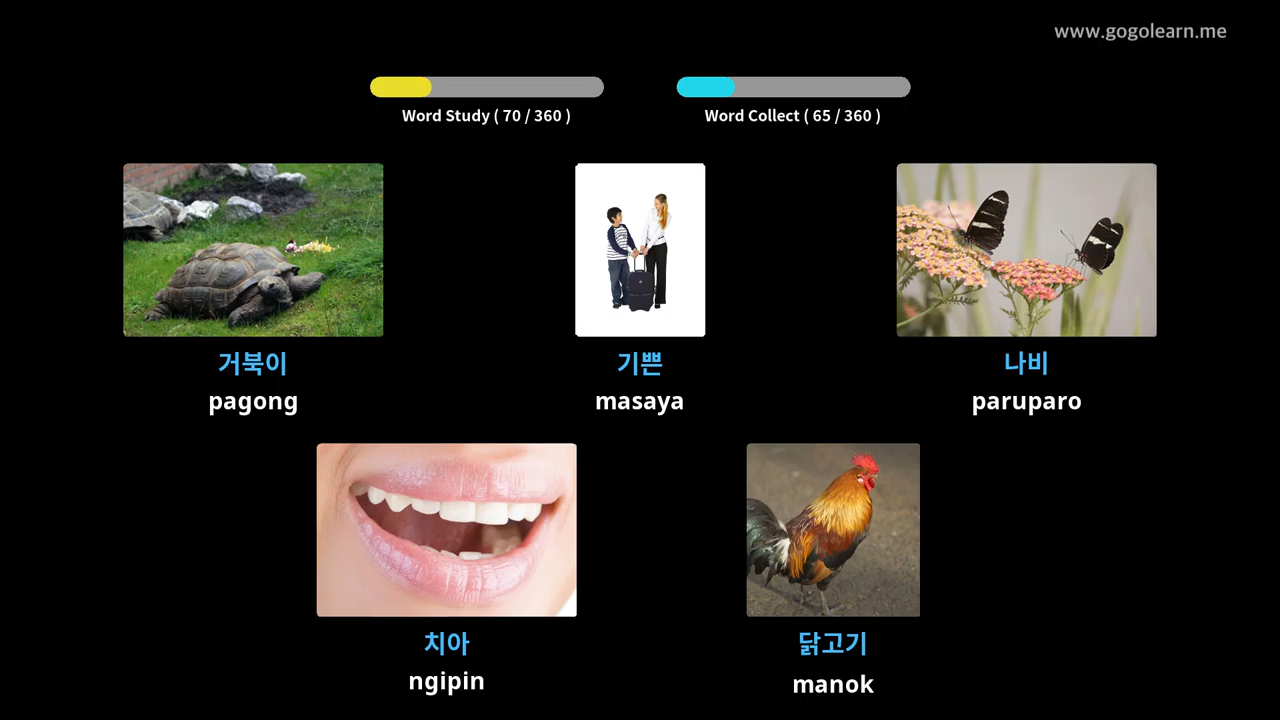 www.gogolearn.me
Word Study ( 70 / 360 )
Word Collect ( 65 / 360 )
거북이
pagong
기쁜
masaya
나비
paruparo
치아
ngipin
닭고기
manok